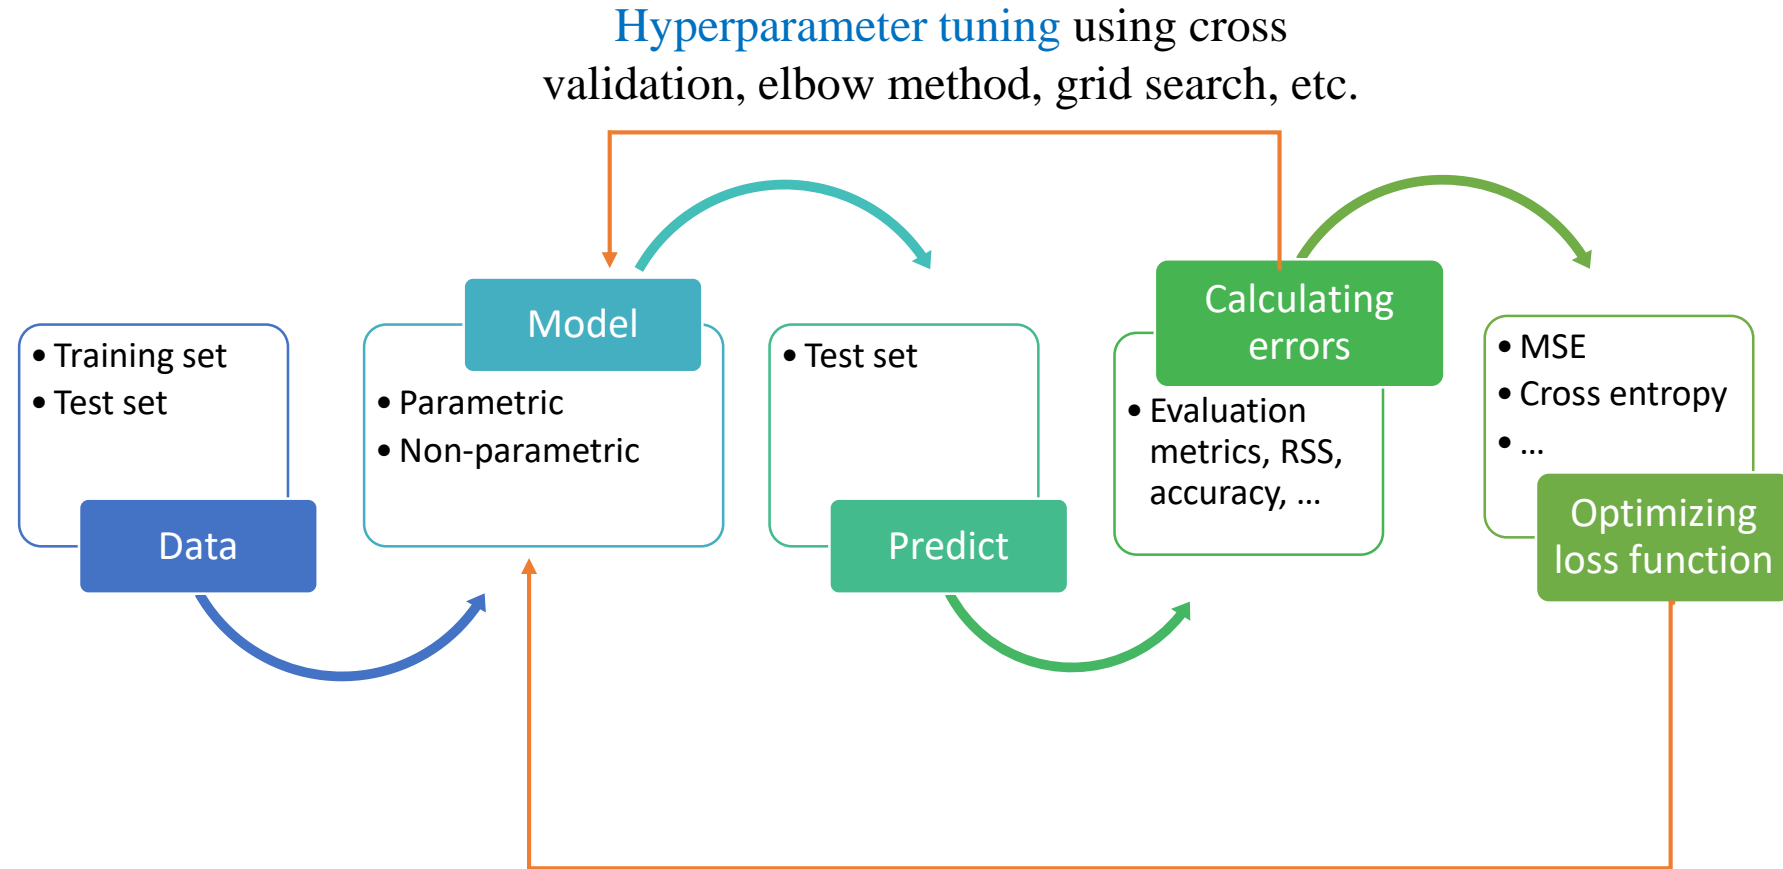 Hyperparameter tuning using cross
validation, elbow method, grid search, etc.
• Training set
• Test set
Data
Model
• Parametric
• Non-parametric
• Test set
Predict
Calculating
errors
• Evaluation
metrics, RSS,
accuracy, ...
• MSE
• Cross entropy
• ...
Optimizing
loss function